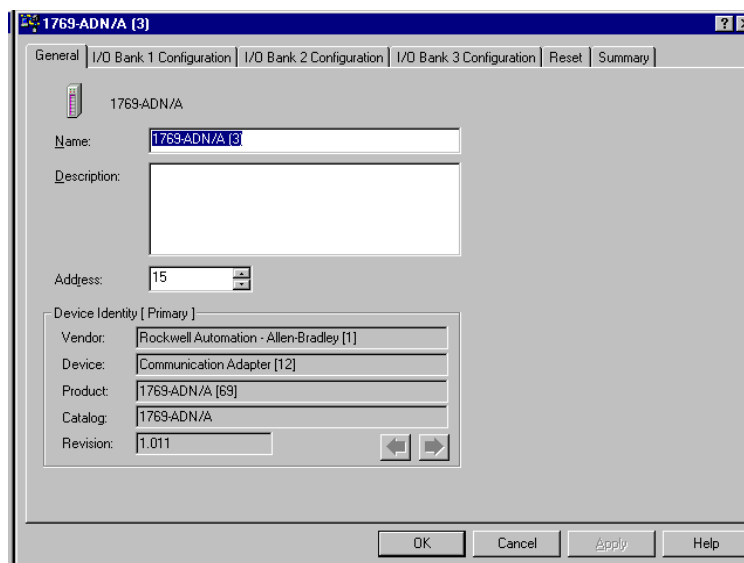 1769-ADN/A (3)
General I/O Bank 1 Configuration I/O Bank 2 Configuration I/O Bank 3 Configuration Reset Summary
1769-ADN/A
Name: 1769-ADN/A (3)
Description:
Address: 15
Device Identity [ Primary ]
Vendor: Rockwell Automation - Allen-Bradley [1]
Device: Communication Adapter [12]
Product: 1769-ADN/A [69]
Catalog: 1769-ADN/A
Revision: 1.011
OK Cancel Apply Help